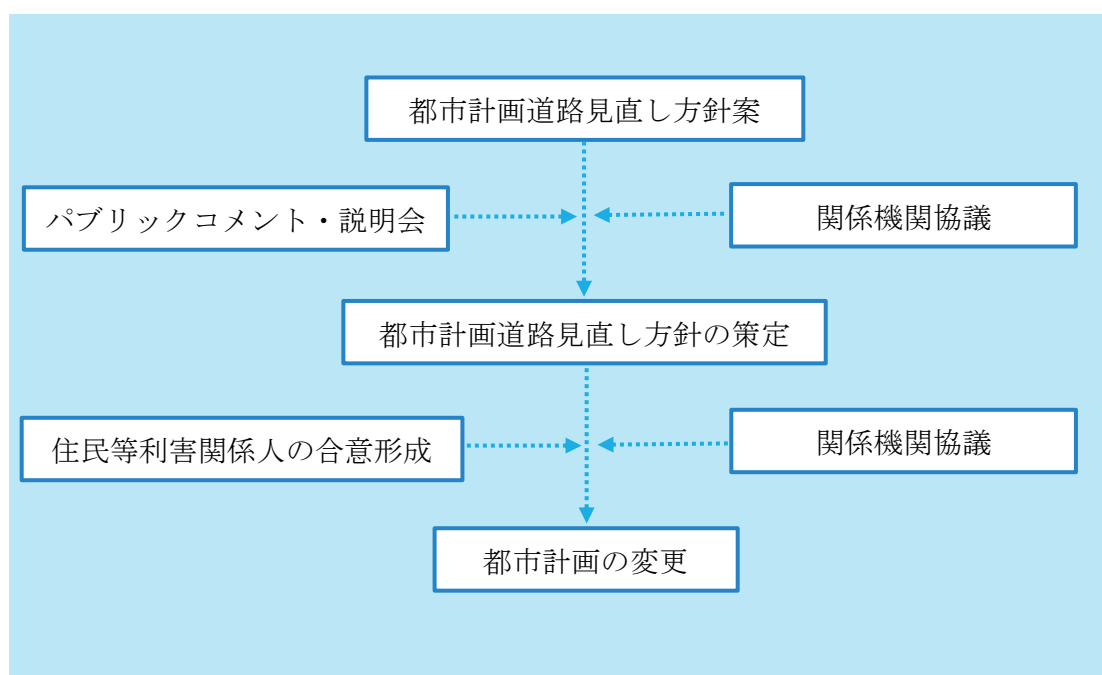 都市計画道路見直し方針案
パブリックコメント・説明会
関係機関協議
都市計画道路見直し方針の策定
住民等利害関係人の合意形成
関係機関協議
都市計画の変更